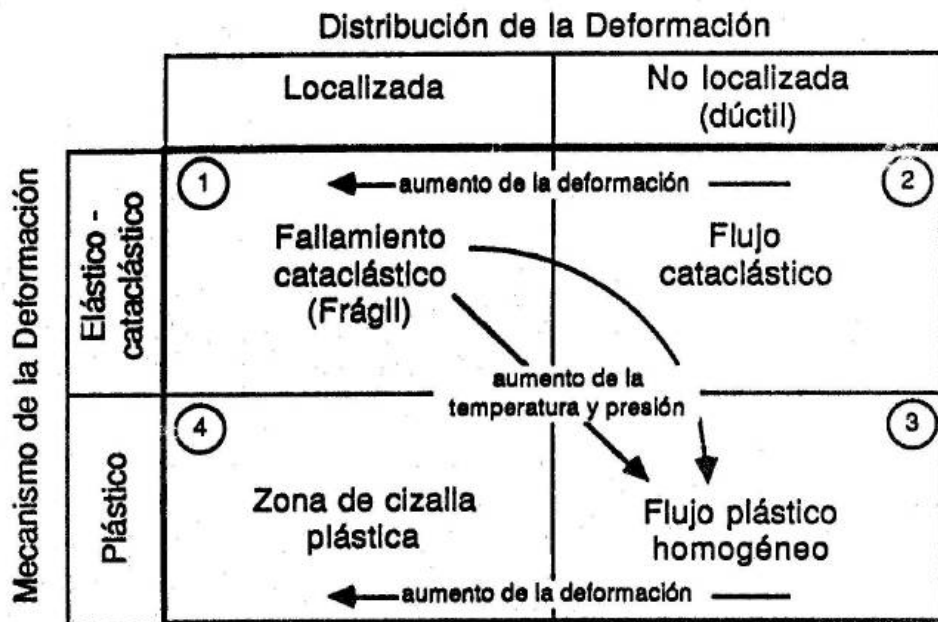 Distribución de la Deformación
Localizada
No localizada
(dúctil)
Mecanismo de la Deformación
Elástico -
cataclástico
1
aumento de la deformación
2
Fallamiento
cataclástico
(Frágil)
Flujo
cataclástico
aumento de la
temperatura y presión
Plástico
4
3
Zona de cizalla
plástica
Flujo plástico
homogéneo
aumento de la deformación